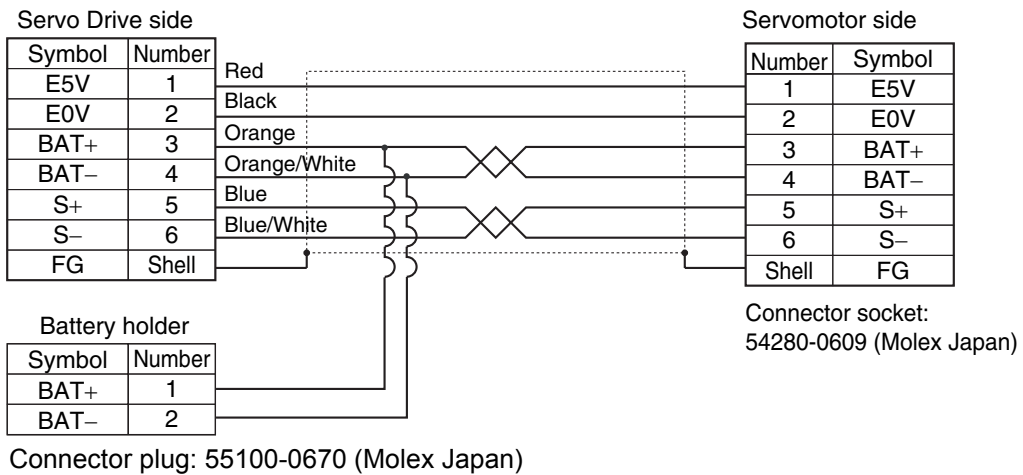 Servo Drive side
Symbol Number
E5V 1
E0V 2
BAT+ 3
BAT− 4
S+ 5
S− 6
FG Shell
Red
Black
Orange
Orange/White
Blue
Blue/White
Servomotor side
Number Symbol
1 E5V
2 E0V
3 BAT+
4 BAT−
5 S+
6 S−
Shell FG
Connector socket:
54280-0609 (Molex Japan)
Battery holder
Symbol Number
BAT+ 1
BAT− 2
Connector plug: 55100-0670 (Molex Japan)